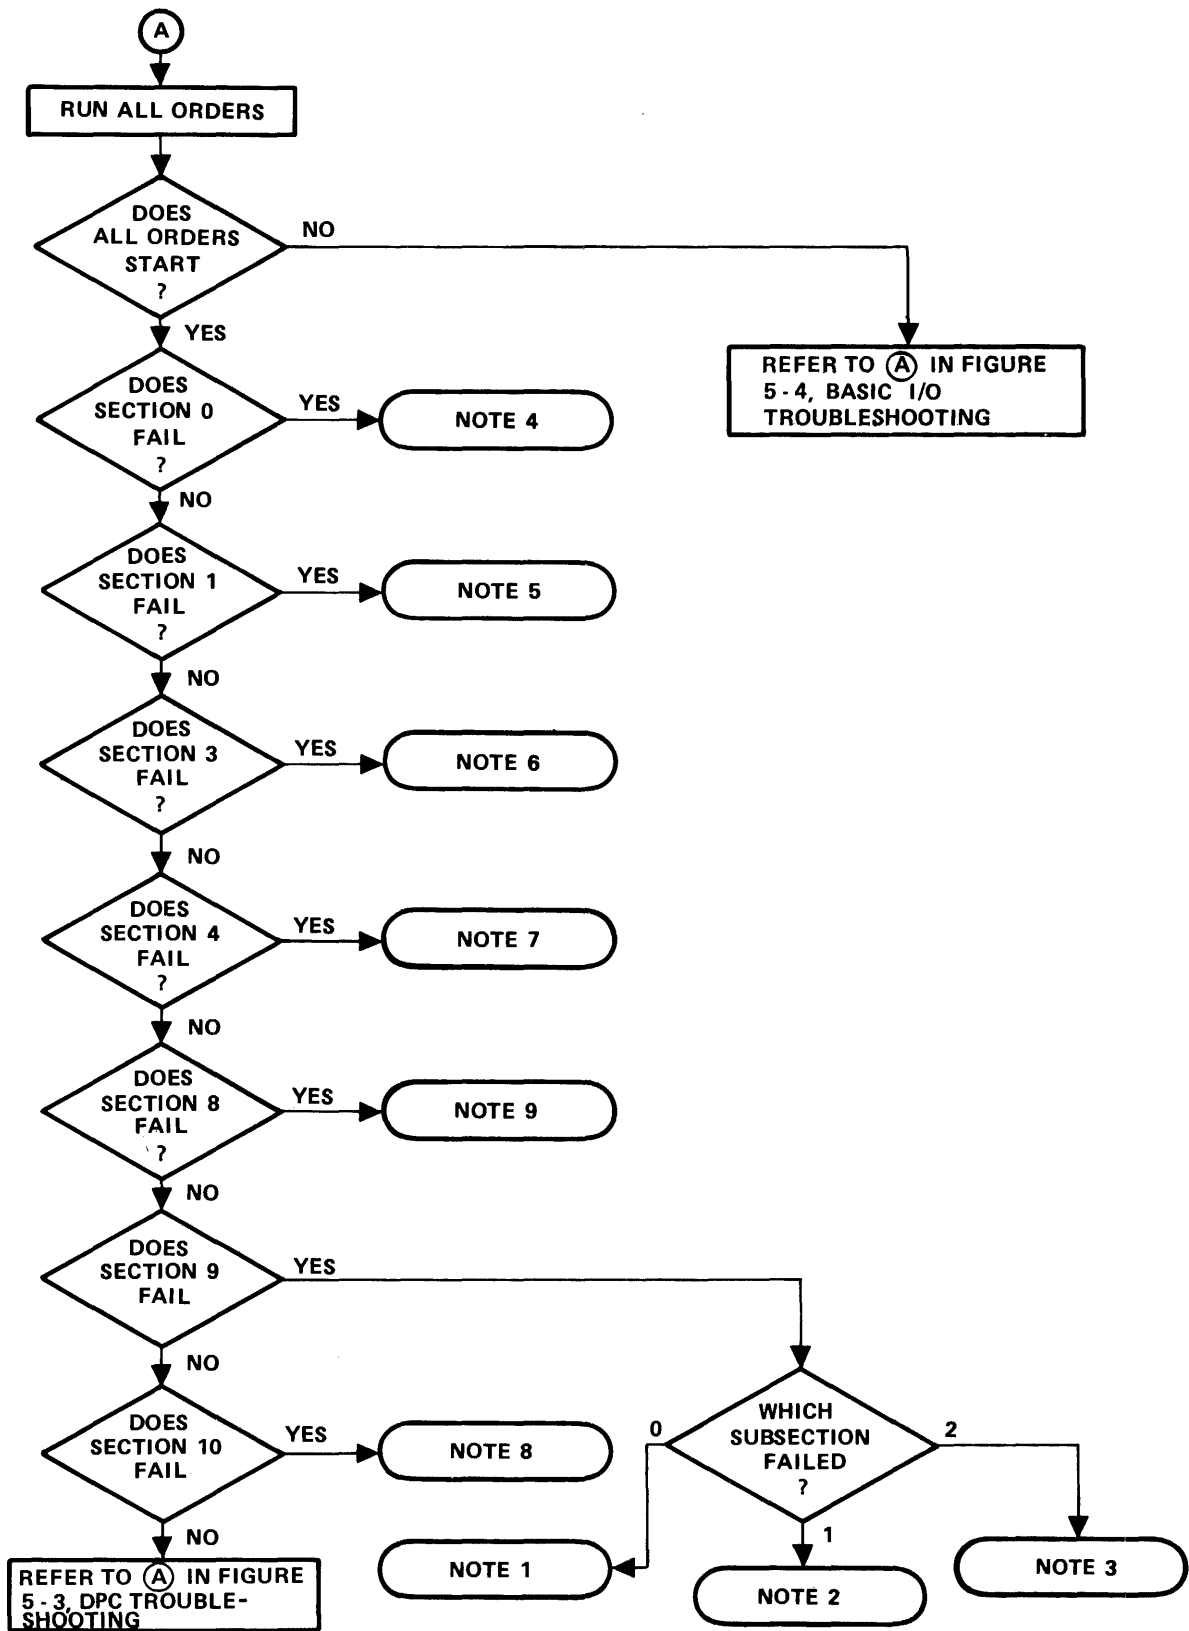 A
RUN ALL ORDERS
DOES
ALL ORDERS
START
?
NO
YES
REFER TO A IN FIGURE
5-4, BASIC I/O
TROUBLESHOOTING
DOES
SECTION 0
FAIL
?
YES
NOTE 4
NO
DOES
SECTION 1
FAIL
?
YES
NOTE 5
NO
DOES
SECTION 3
FAIL
?
YES
NOTE 6
NO
DOES
SECTION 4
FAIL
?
YES
NOTE 7
NO
DOES
SECTION 8
FAIL
?
YES
NOTE 9
NO
DOES
SECTION 9
FAIL
YES
NO
WHICH
SUBSECTION
FAILED
?
0
1
2
DOES
SECTION 10
FAIL
YES
NOTE 8
NO
NOTE 1
NOTE 2
NOTE 3
REFER TO A IN FIGURE
5-3, DPC TROUBLE-
SHOOTING